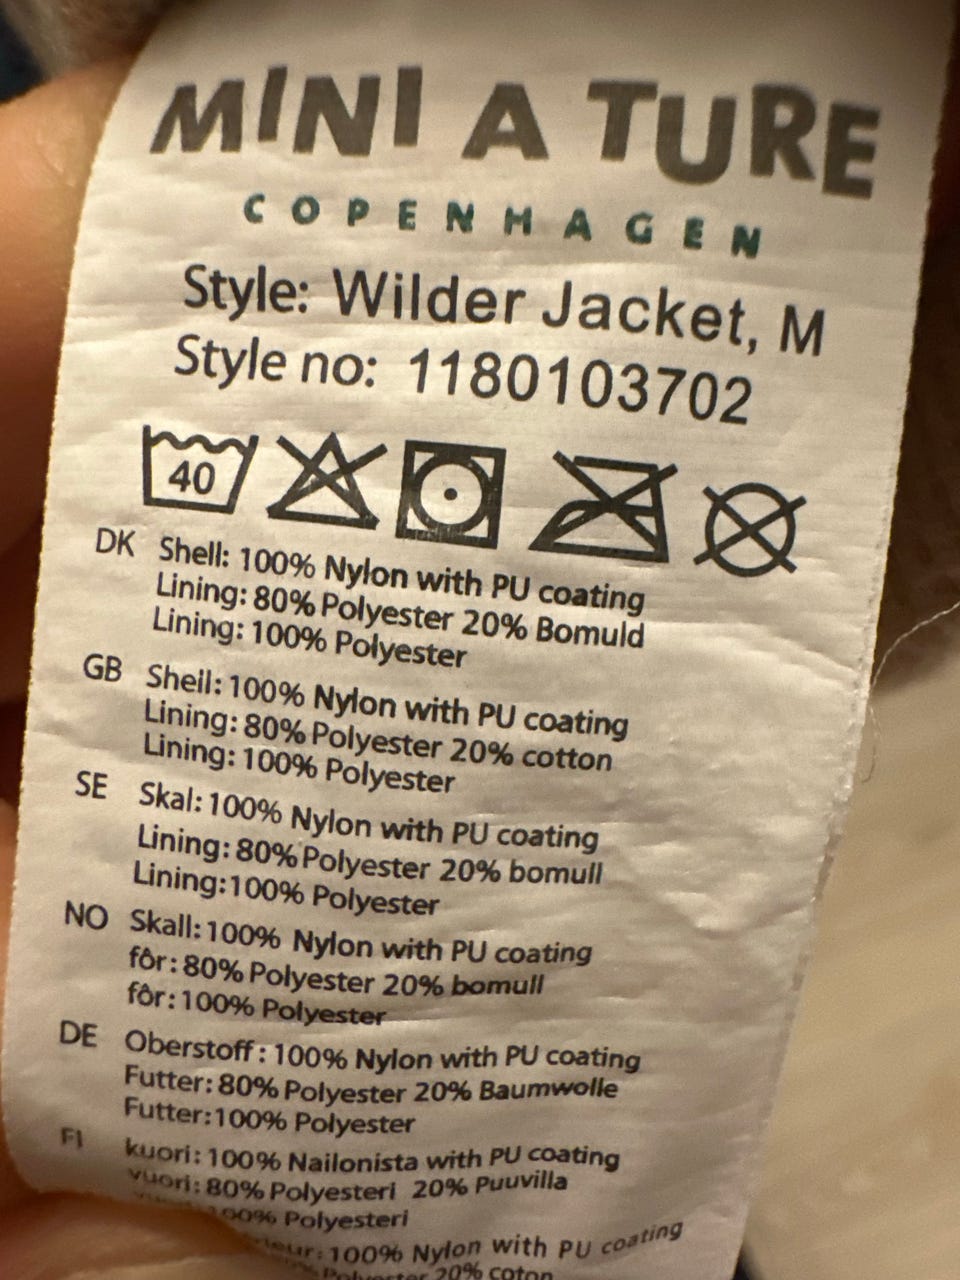 MINI A TURE
COPENHAGEN
Style: Wilder Jacket, M
Style no: 1180103702
40
DK Shell: 100% Nylon with PU coating
Lining: 80% Polyester 20% Bomuld
Lining: 100% Polyester
GB Shell: 100% Nylon with PU coating
Lining: 80% Polyester 20% cotton
Lining: 100% Polyester
SE Skal: 100% Nylon with PU coating
Lining: 80% Polyester 20% bomull
Lining: 100% Polyester
NO Skall: 100% Nylon with PU coating
fôr: 80% Polyester 20% bomull
fôr: 100% Polyester
DE Oberstoff: 100% Nylon with PU coating
Futter: 80% Polyester 20% Baumwolle
Futter: 100% Polyester
FI kuori: 100% Nailonista with PU coating
vuori: 80% Polyesteri 20% Puuvilla
100% Polyesteri
100% Nylon with PU coating
Polyester 20% coton